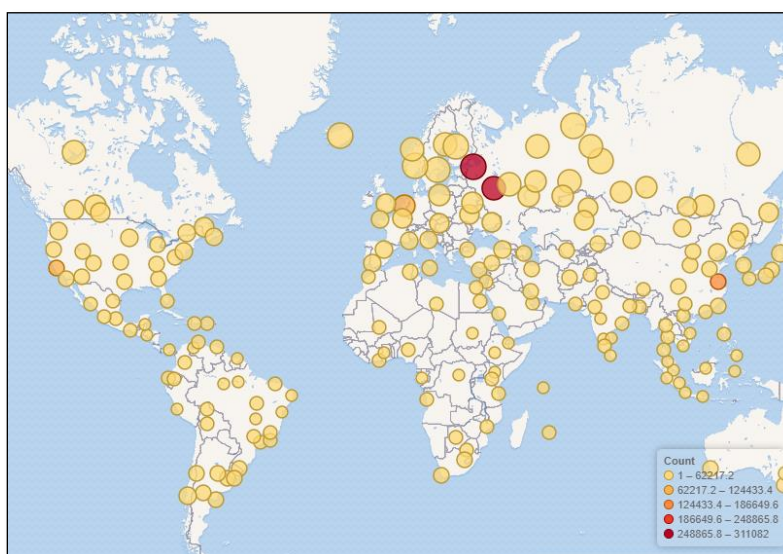 Count
1 – 62217.2
62217.2 – 124433.4
124433.4 – 186649.6
186649.6 – 248865.8
248865.8 – 311082